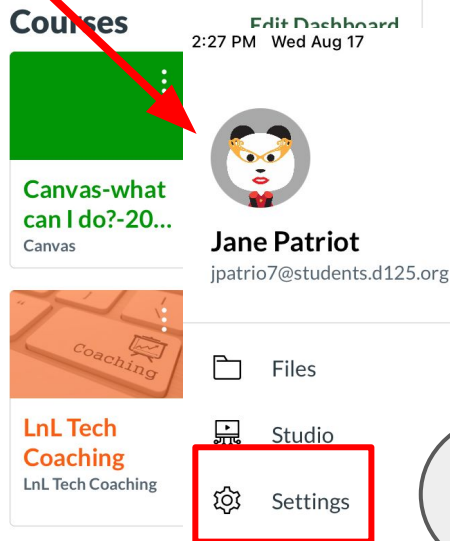 Courses
Edit Dashboard
2:27 PM Wed Aug 17
Canvas-what
can I do?-20...
Canvas
Jane Patriot
jpatrio7@students.d125.org
Coaching
Files
LnL Tech
Coaching
LnL Tech Coaching
Studio
Settings